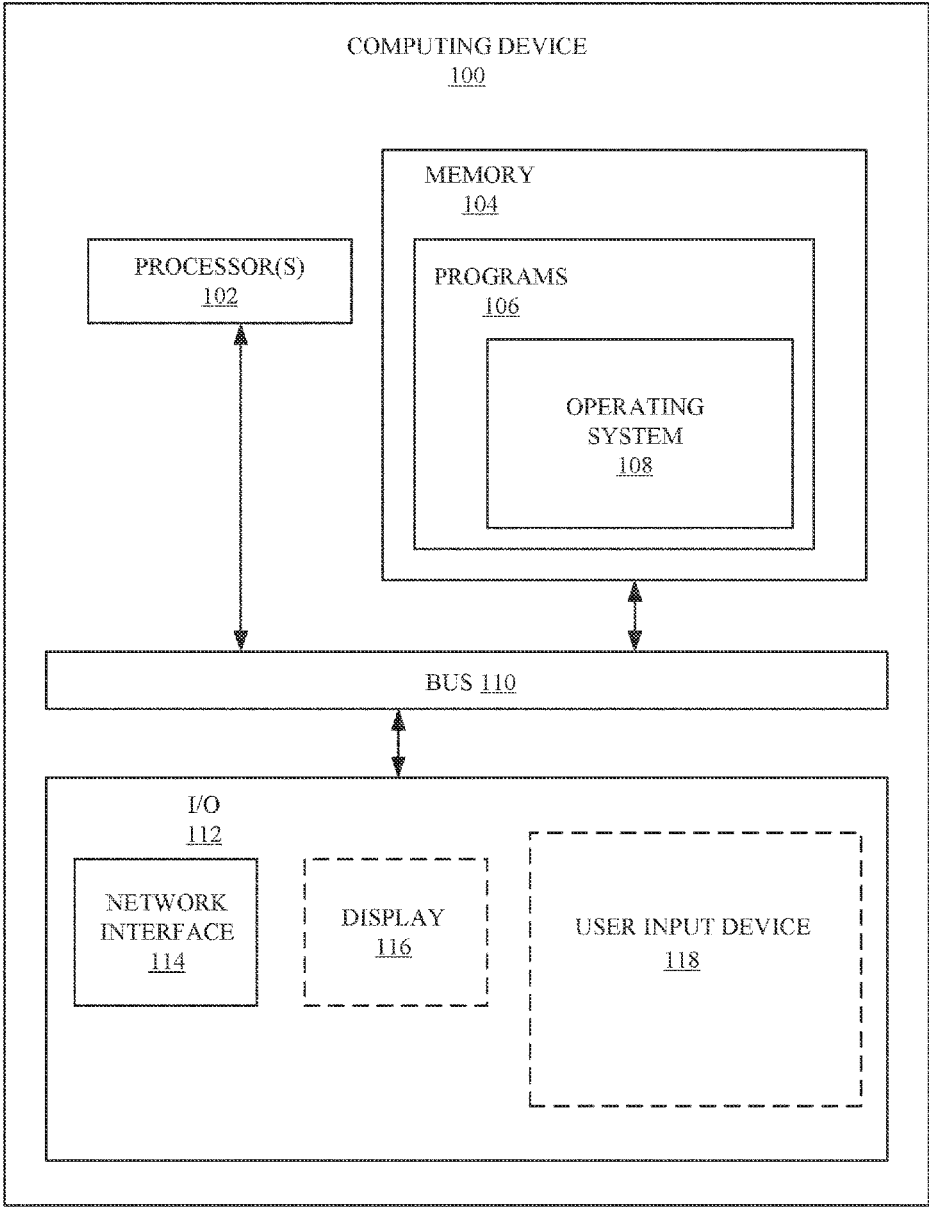 COMPUTING DEVICE
100
MEMORY
104
PROCESSOR(S)
102
PROGRAMS
106
OPERATING
SYSTEM
108
BUS 110
I/O
112
NETWORK
INTERFACE
114
DISPLAY
116
USER INPUT DEVICE
118